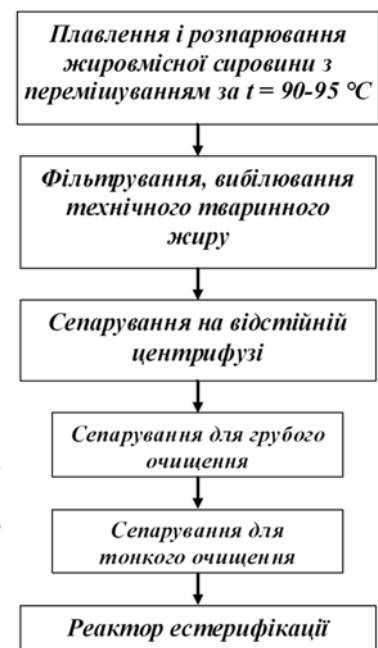 Плавлення і розпарювання
жировмісної сировини з
перемішуванням за t = 90-95 °C
Фільтрування, вибілювання
технічного тваринного
жиру
Сепарування на відстійній
центрифузі
Сепарування для грубого
очищення
Сепарування для
тонкого очищення
Реактор естерифікації